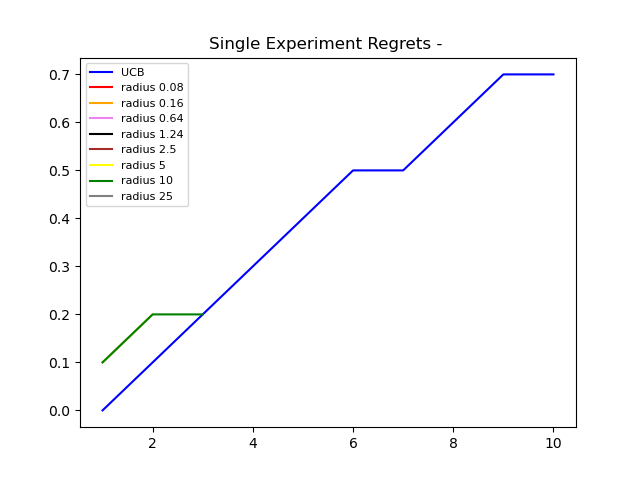 Single Experiment Regrets -
UCB
radius 0.08
radius 0.16
radius 0.64
radius 1.24
radius 2.5
radius 5
radius 10
radius 25
0.7
0.6
0.5
0.4
0.3
0.2
0.1
0.0
2 4 6 8 10